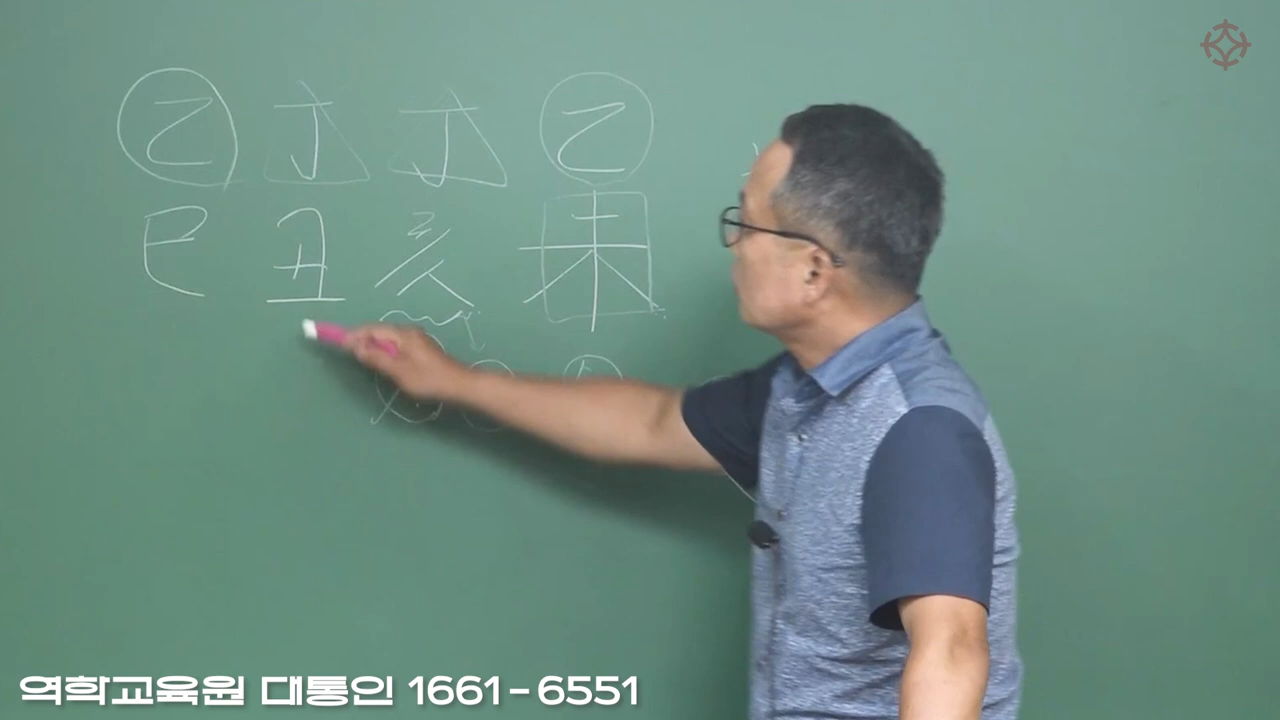 乙 丁 丁 乙
巳 丑 亥 未
역학교육원 대통인 1661-6551